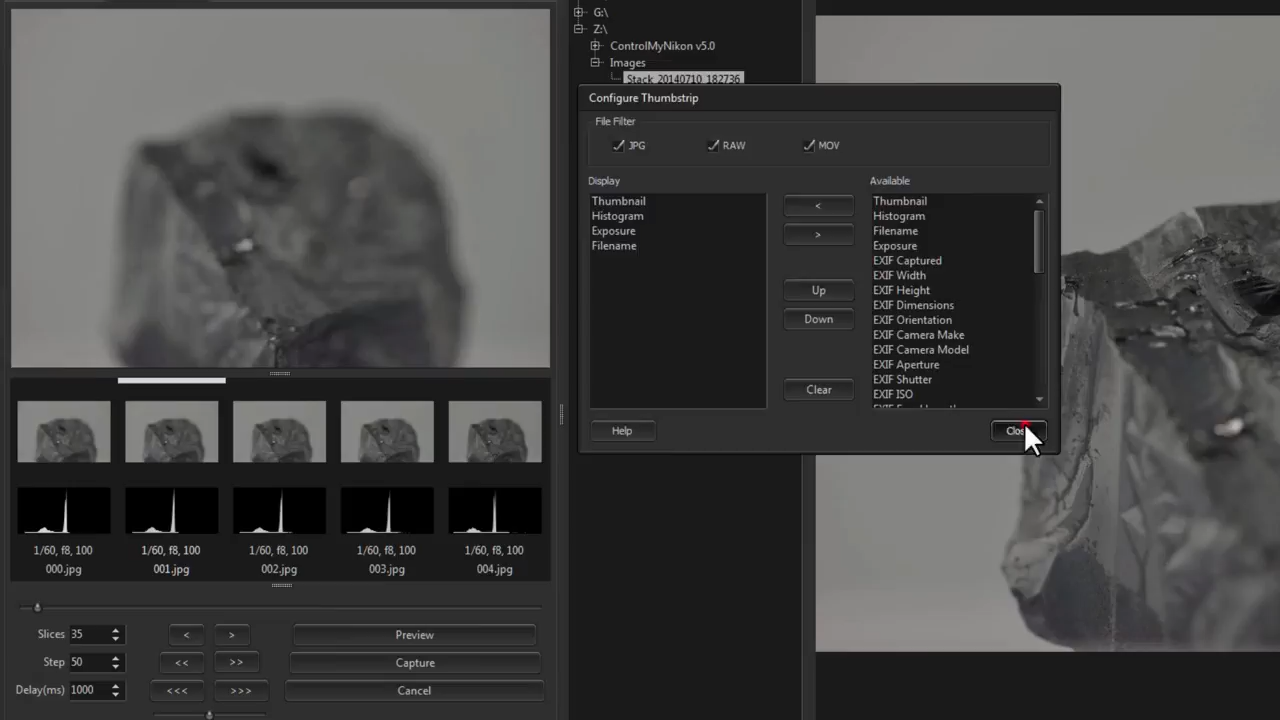 G:\
Z:\
ControlMyNikon v5.0
Images
Stack_20140710_182736
Configure Thumbstrip
File Filter
JPG
RAW
MOV
Display
Thumbnail
Histogram
Exposure
Filename
<
>
Up
Down
Clear
Available
Thumbnail
Histogram
Filename
Exposure
EXIF Captured
EXIF Width
EXIF Height
EXIF Dimensions
EXIF Orientation
EXIF Camera Make
EXIF Camera Model
EXIF Aperture
EXIF Shutter
EXIF ISO
Help
1/60, f8, 100
000.jpg
1/60, f8, 100
001.jpg
1/60, f8, 100
002.jpg
1/60, f8, 100
003.jpg
1/60, f8, 100
004.jpg
Slices 35
< >
Preview
Step 50
<< >>
Capture
Delay(ms) 1000
<<< >>>
Cancel